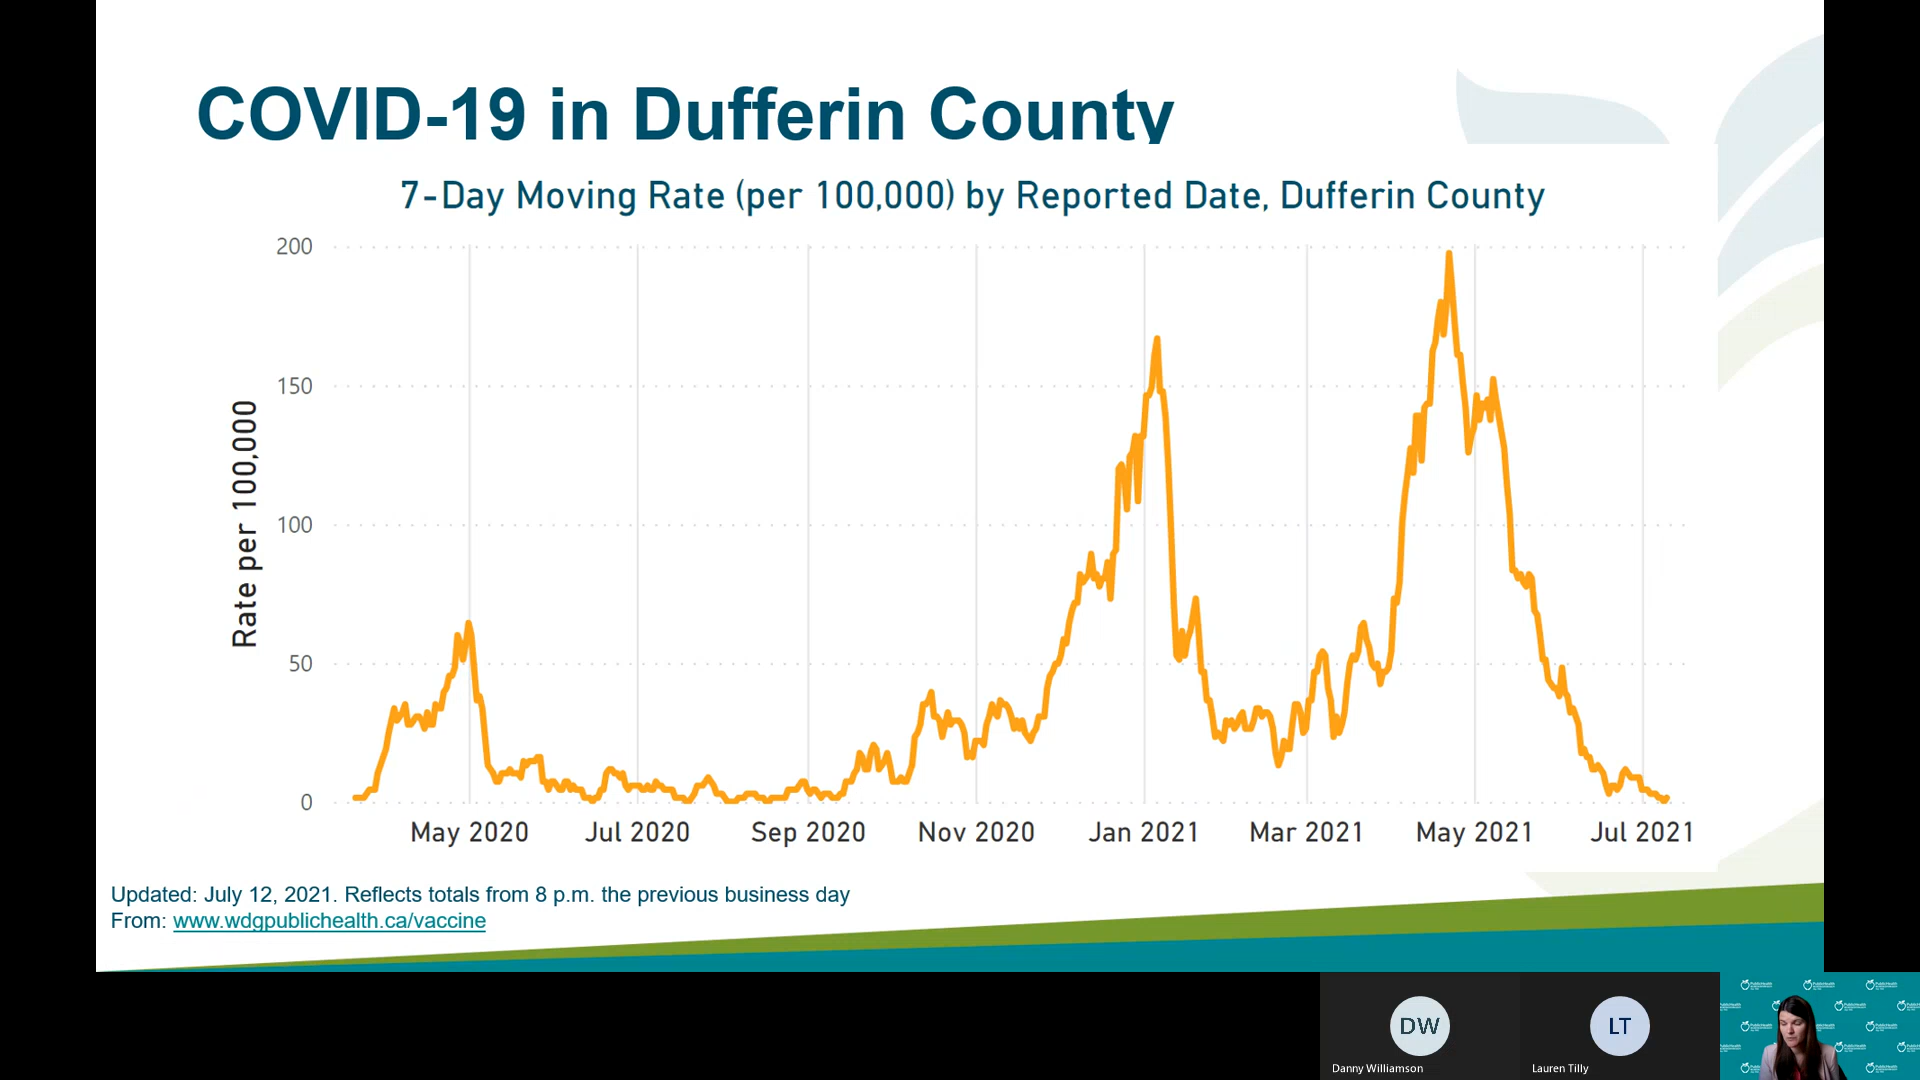 COVID-19 in Dufferin County
7-Day Moving Rate (per 100,000) by Reported Date, Dufferin County
Rate per 100,000
200
150
100
50
0
May 2020 Jul 2020 Sep 2020 Nov 2020 Jan 2021 Mar 2021 May 2021 Jul 2021
Updated: July 12, 2021. Reflects totals from 8 p.m. the previous business day
From: www.wdgpublichealth.ca/vaccine
DW
LT
Danny Williamson
Lauren Tilly